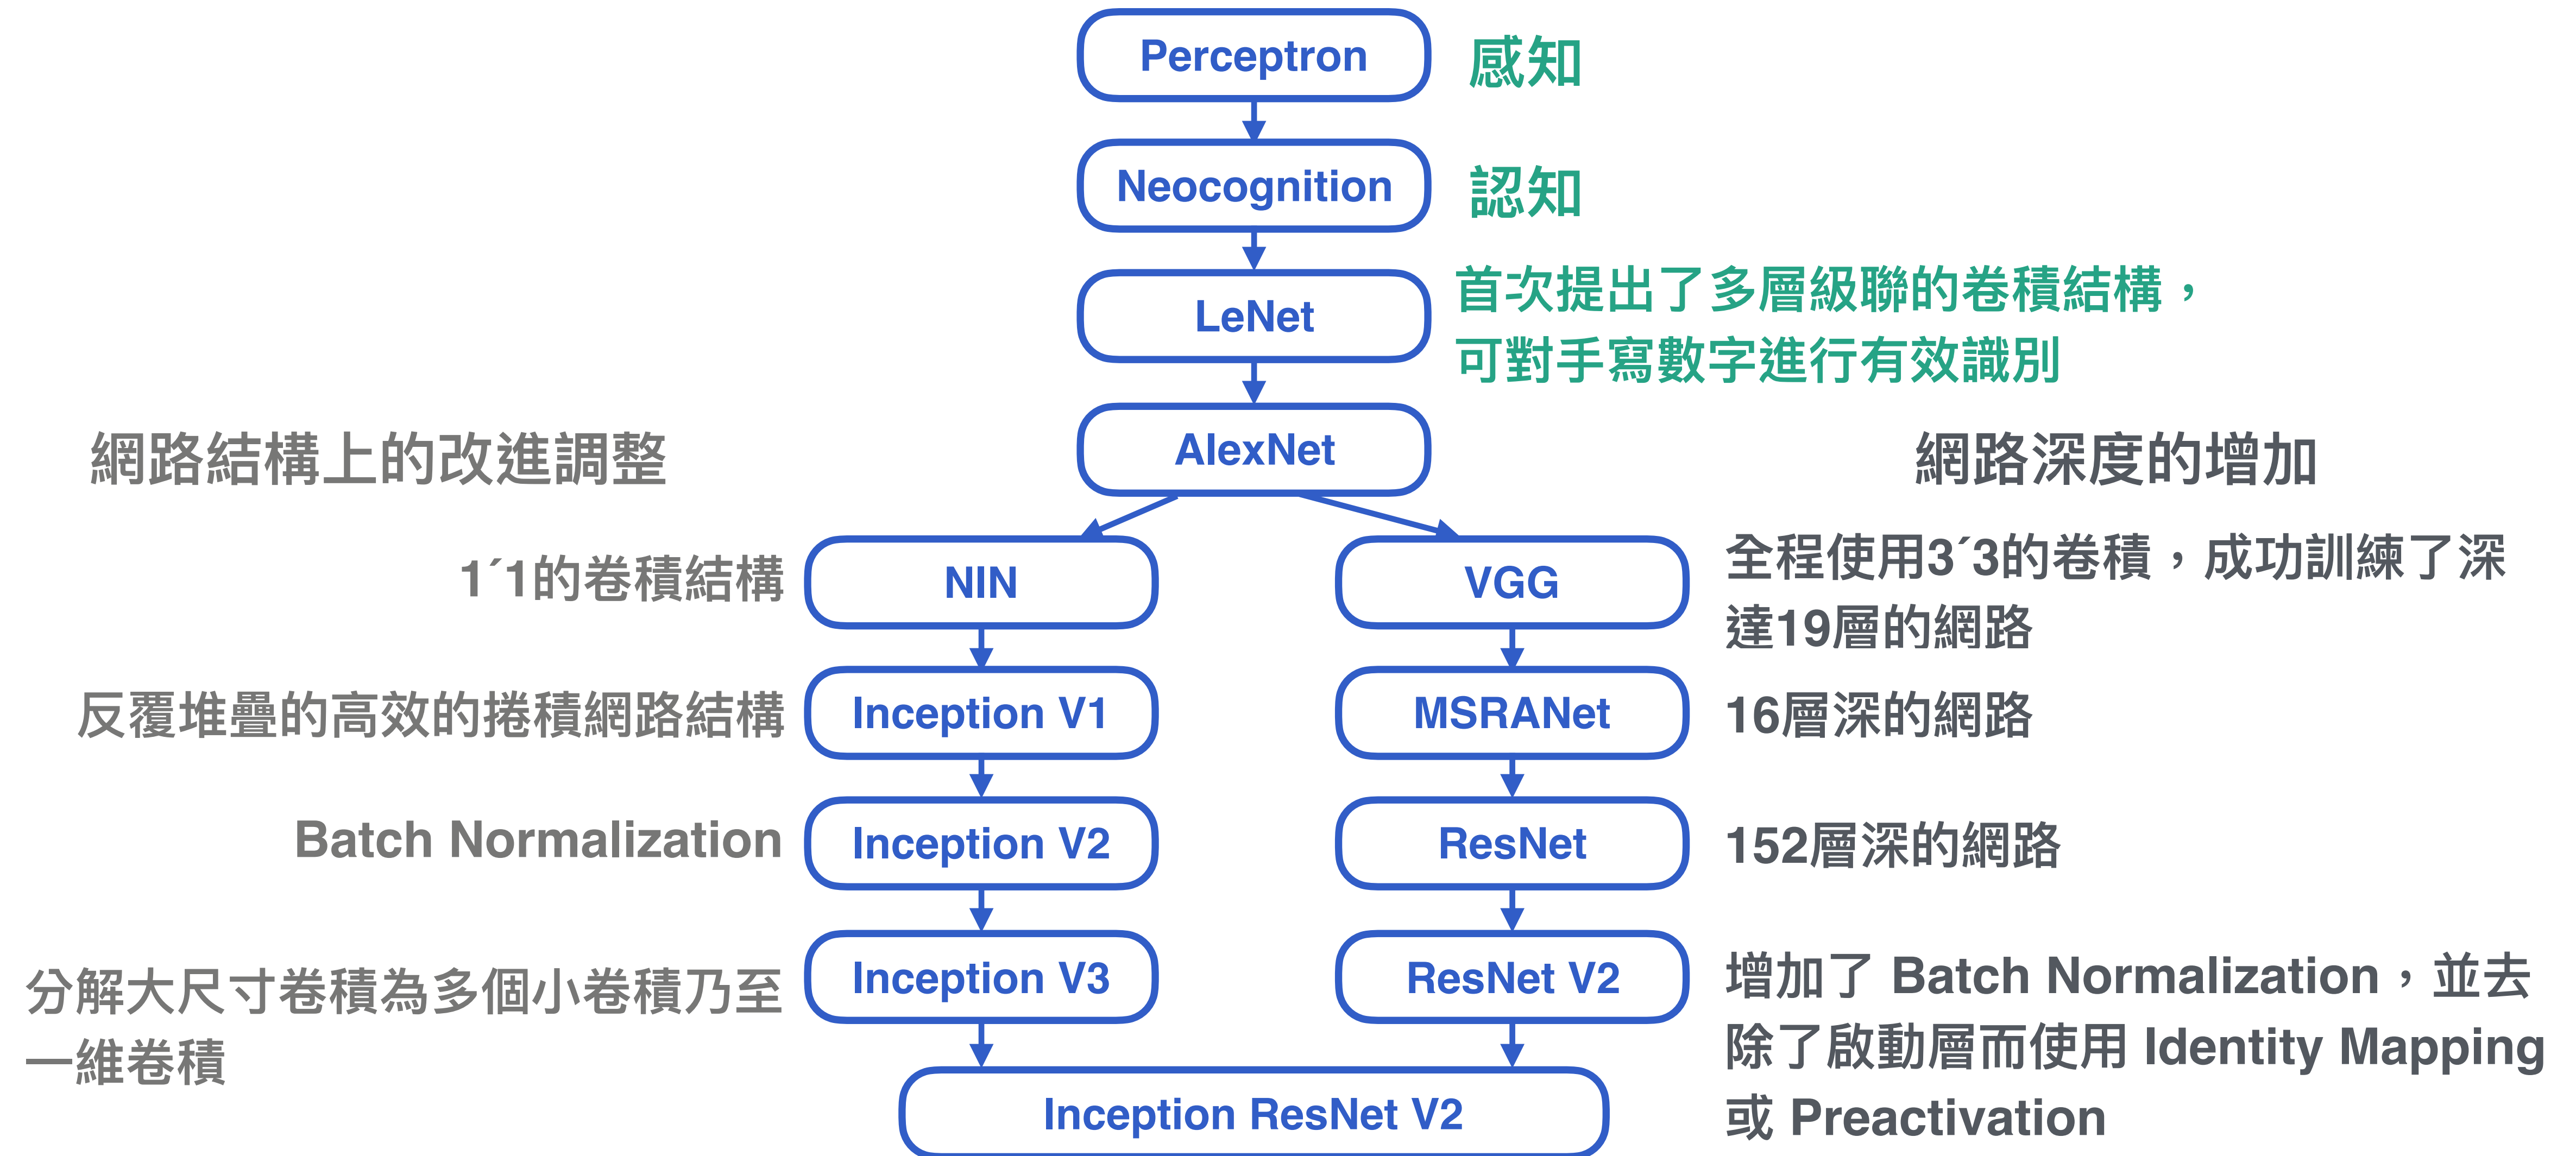 Perceptron
感知
Neocognition
認知
LeNet
首次提出了多層級聯的卷積結構，
可對手寫數字進行有效識別
AlexNet
網路結構上的改進調整
網路深度的增加
1´1的卷積結構
NIN
VGG
全程使用3´3的卷積，成功訓練了深
達19層的網路
反覆堆疊的高效的捲積網路結構
Inception V1
MSRANet
16層深的網路
Batch Normalization
Inception V2
ResNet
152層深的網路
分解大尺寸卷積為多個小卷積乃至
一維卷積
Inception V3
ResNet V2
增加了 Batch Normalization，並去
除了啟動層而使用 Identity Mapping
或 Preactivation
Inception ResNet V2